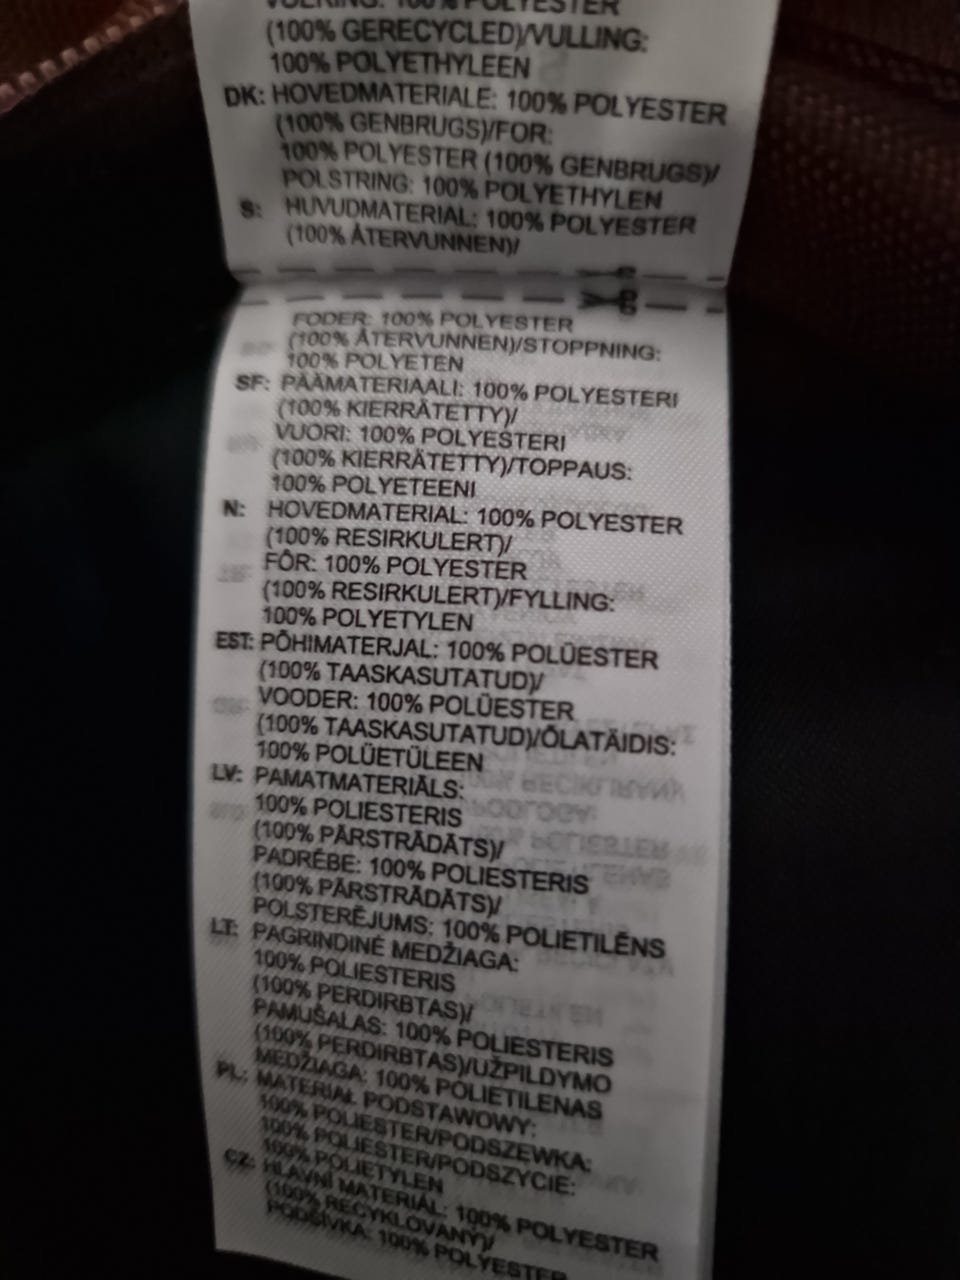 VOERING: 100% POLYESTER
(100% GERECYCLED)/VULLING:
100% POLYETHYLEEN
DK: HOVEDMATERIALE: 100% POLYESTER
(100% GENBRUGS)/FOR:
100% POLYESTER (100% GENBRUGS)/
POLSTRING: 100% POLYETHYLEN
S: HUVUDMATERIAL: 100% POLYESTER
(100% ÅTERVUNNEN)/
FODER: 100% POLYESTER
(100% ÅTERVUNNEN)/STOPPNING:
100% POLYETEN
SF: PÄÄMATERIAALI: 100% POLYESTERI
(100% KIERRÄTETTY)/
VUORI: 100% POLYESTERI
(100% KIERRÄTETTY)/TOPPAUS:
100% POLYETEENI
N: HOVEDMATERIAL: 100% POLYESTER
(100% RESIRKULERT)/
FÔR: 100% POLYESTER
(100% RESIRKULERT)/FYLLING:
100% POLYETYLEN
EST: PÕHIMATERJAL: 100% POLÜESTER
(100% TAASKASUTATUD)/
VOODER: 100% POLÜESTER
(100% TAASKASUTATUD)/ÕLATÄIDIS:
100% POLÜETÜLEEN
LV: PAMATMATERIĀLS:
100% POLIESTERIS
(100% PĀRSTRĀDĀTS)/
PADRĒBE: 100% POLIESTERIS
(100% PĀRSTRĀDĀTS)/
POLSTERĒJUMS: 100% POLIETILĒNS
LT: PAGRINDINĖ MEDŽIAGA:
100% POLIESTERIS
(100% PERDIRBTAS)/
PAMUŠALAS: 100% POLIESTERIS
(100% PERDIRBTAS)/UŽPILDYMO
MEDŽIAGA: 100% POLIETILENAS
PL: MATERIAŁ PODSTAWOWY:
100% POLIESTER/PODSZEWKA:
100% POLIESTER/PODSZYCIE:
100% POLIETYLEN
CZ: HLAVNÍ MATERIÁL: 100% POLYESTER
(100% RECYKLOVANÝ)/
PODŠÍVKA: 100% POLYESTER